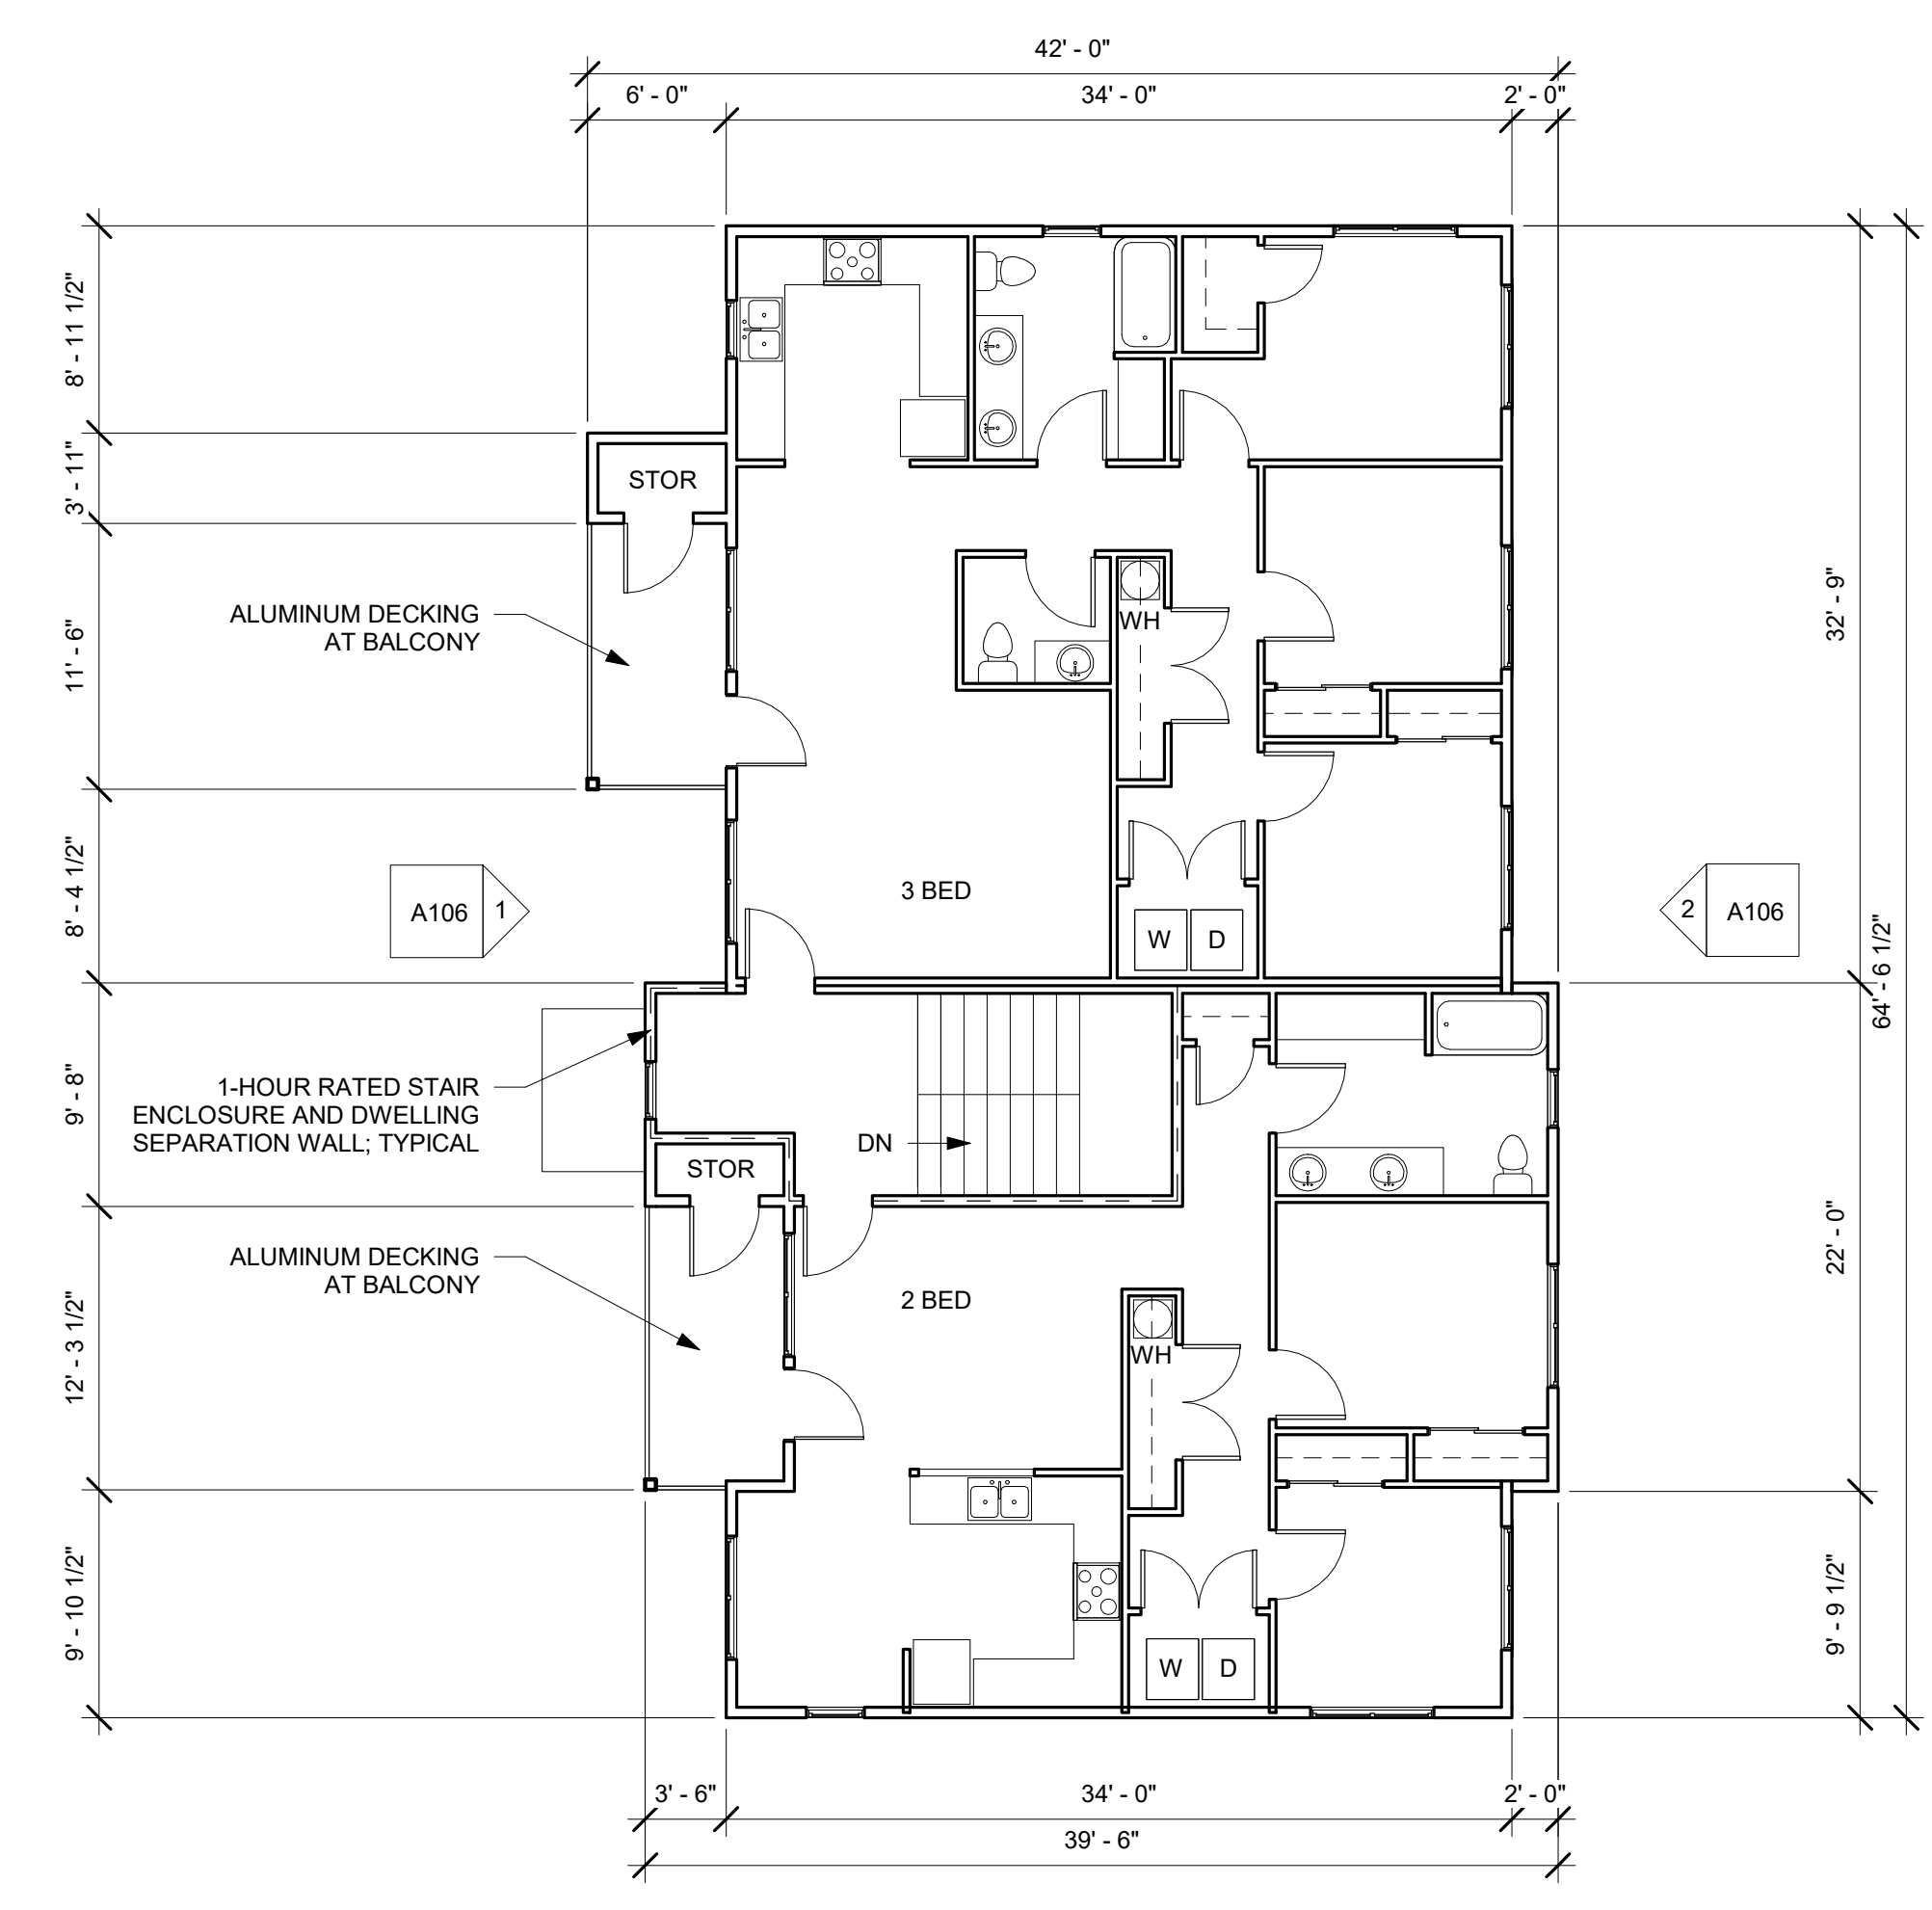 42' - 0"
6' - 0"
34' - 0"
2' - 0"
8' - 11 1/2"
3' - 11"
11' - 6"
8' - 4 1/2"
9' - 8"
12' - 3 1/2"
9' - 10 1/2"
STOR
ALUMINUM DECKING
AT BALCONY
WH
3 BED
A106 1
W D
2 A106
32' - 9"
64' - 6 1/2"
22' - 0"
9' - 9 1/2"
1-HOUR RATED STAIR
ENCLOSURE AND DWELLING
SEPARATION WALL; TYPICAL
DN
STOR
ALUMINUM DECKING
AT BALCONY
2 BED
WH
W D
3' - 6"
34' - 0"
2' - 0"
39' - 6"